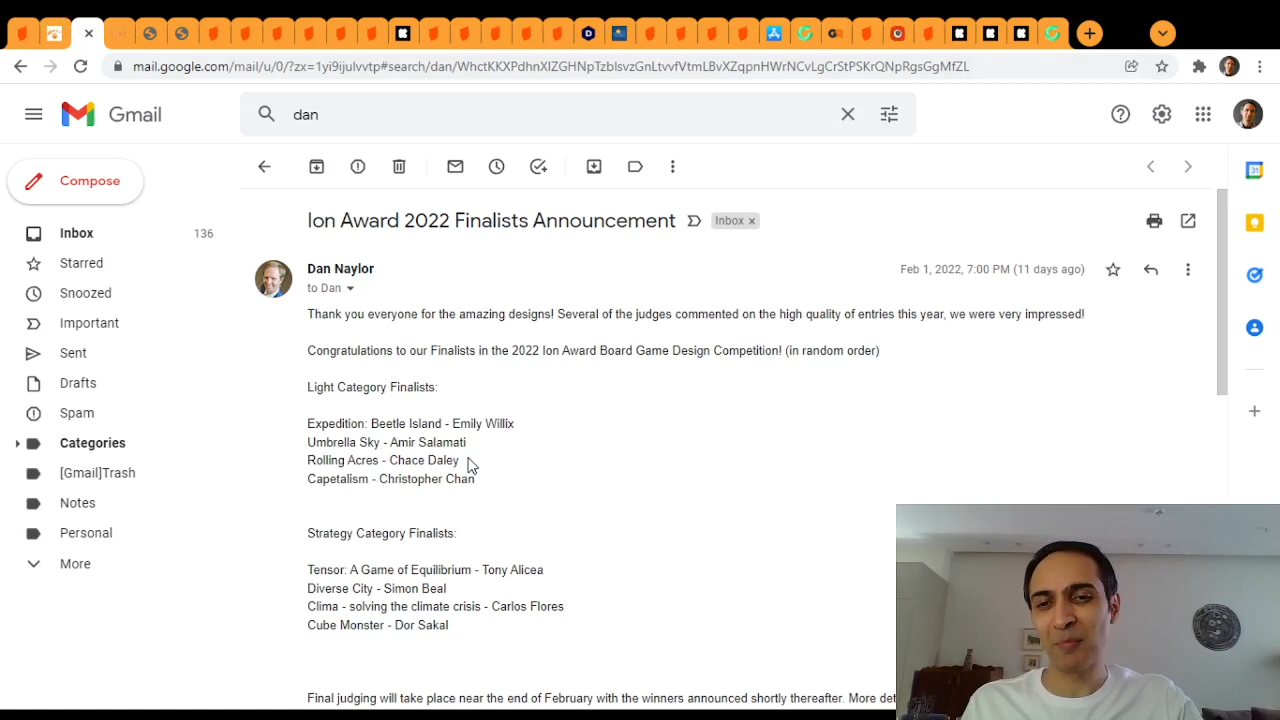 mail.google.com/mail/u/0/?zx=1yi9ijulvvtp#search/dan/WhctKKXPdhnXIZGHNpTzblsvzGnLtvvfVtmLBvXZqpnHWrNCvLgCrStPSKrQNpRgsGgMfZL
Gmail
dan
Compose
Ion Award 2022 Finalists Announcement
Inbox ×
Inbox 136
Starred
Snoozed
Important
Sent
Drafts
Spam
Categories
[Gmail]Trash
Notes
Personal
More
Dan Naylor
Feb 1, 2022, 7:00 PM (11 days ago)
to Dan
Thank you everyone for the amazing designs! Several of the judges commented on the high quality of entries this year, we were very impressed!
Congratulations to our Finalists in the 2022 Ion Award Board Game Design Competition! (in random order)
Light Category Finalists:
Expedition: Beetle Island - Emily Willix
Umbrella Sky - Amir Salamati
Rolling Acres - Chace Daley
Capetalism - Christopher Chan
Strategy Category Finalists:
Tensor: A Game of Equilibrium - Tony Alicea
Diverse City - Simon Beal
Clima - solving the climate crisis - Carlos Flores
Cube Monster - Dor Sakal
Final judging will take place near the end of February with the winners announced shortly thereafter. More det
31